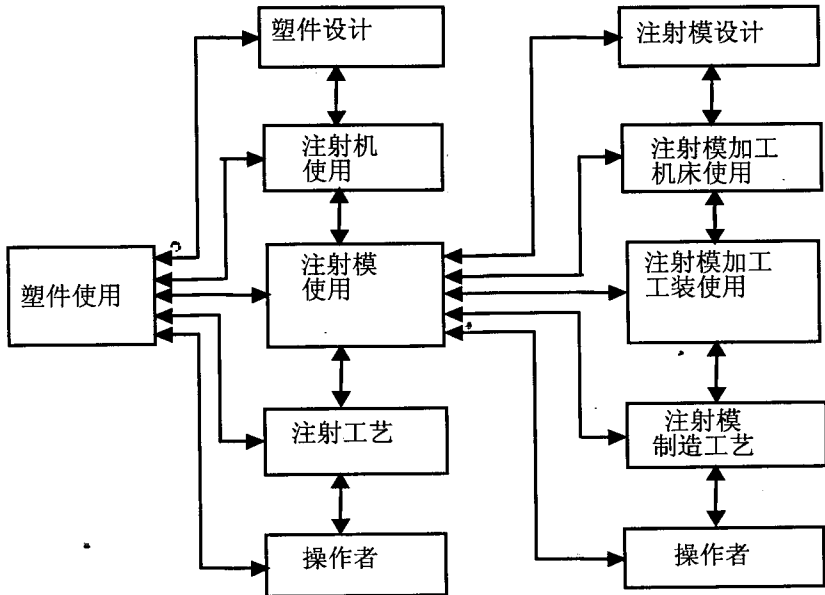 塑件设计
注射模设计
注射机
使用
注射模加工
机床使用
塑件使用
注射模
使用
注射模加工
工装使用
注射工艺
注射模
制造工艺
操作者
操作者